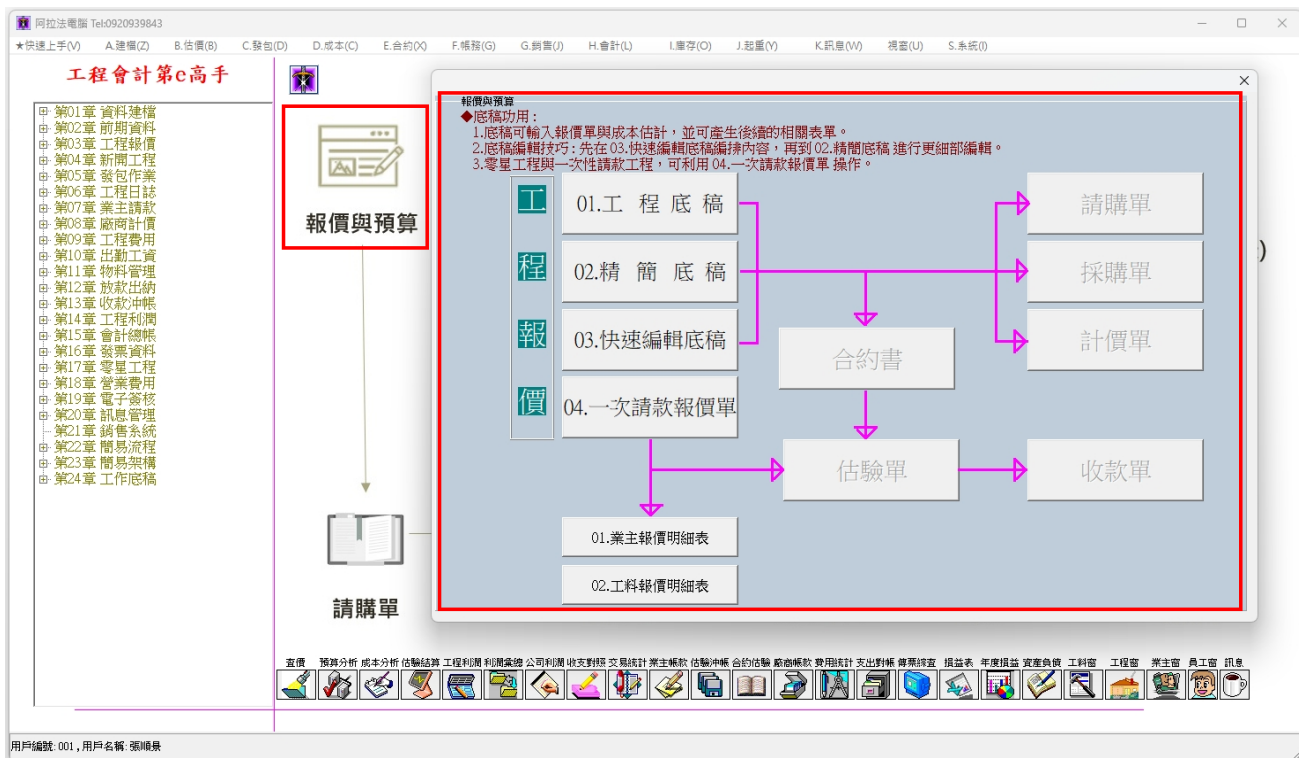 阿拉法電腦 Tel:0920939843
★快速上手(V) A.建檔(Z) B.估價(B) C.發包(D) D.成本(C) E.合約(X) F.帳務(G) G.銷售(J) H.會計(L) I.庫存(O) J.起重(Y) K.訊息(W) 視窗(U) S.系統(I)
工程會計第e高手
第01章 資料建檔
第02章 前期資料
第03章 工程報價
第04章 新開工程
第05章 發包作業
第06章 工程日誌
第07章 業主請款
第08章 廠商計價
第09章 工程費用
第10章 出勤工資
第11章 物料管理
第12章 放款出納
第13章 收款沖帳
第14章 工程利潤
第15章 會計總帳
第16章 發票資料
第17章 零星工程
第18章 營業費用
第19章 電子簽核
第20章 訊息管理
第21章 銷售系統
第22章 簡易流程
第23章 簡易架構
第24章 工作底稿
報價與預算
請購單
報價與預算
◆底稿功用：
1.底稿可輸入報價單與成本估計，並可產生後續的相關表單。
2.底稿編輯技巧：先在 03.快速編輯底稿編排內容，再到 02.精簡底稿 進行更細部編輯。
3.零星工程與一次性請款工程，可利用 04.一次請款報價單 操作。
工程報價
01.工 程 底 稿
02.精 簡 底 稿
03.快速編輯底稿
04.一次請款報價單
請購單
採購單
計價單
合約書
估驗單
收款單
01.業主報價明細表
02.工料報價明細表
)
查價 預算分析 成本分析 估驗結算 工程利潤 利潤彙總 公司利潤 收支對照 交易統計 業主帳款 估驗沖帳 合約估驗 廠商帳款 費用統計 支出對帳 傳票綜查 損益表 年度損益 資產負債 工料窗 工程窗 業主窗 員工窗 訊息
用戶編號: 001 , 用戶名稱: 張順景